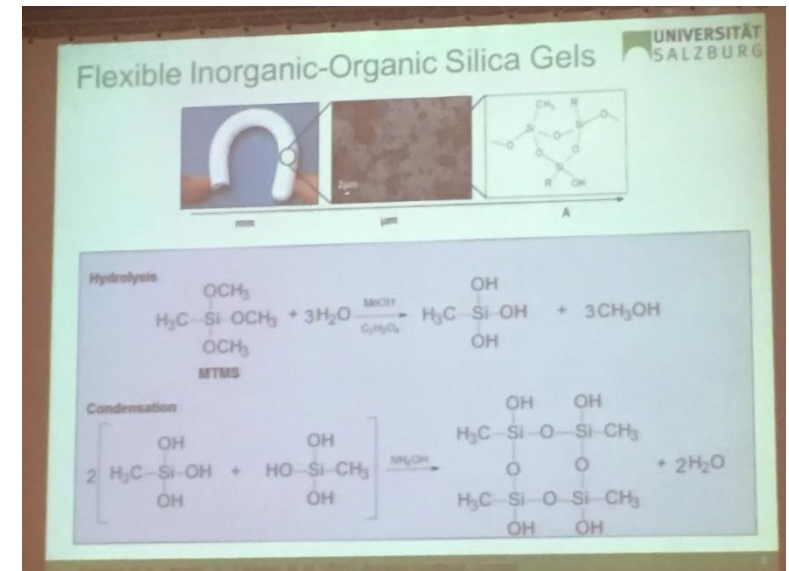 Flexible Inorganic-Organic Silica Gels
UNIVERSITÄT
SALZBURG
2µm
CH₃ R
Si O Si O
O O O
Si
R OH
mm µm A
Hydrolysis
OCH₃
H₃C Si OCH₃ + 3H₂O MeOH C₂H₂O₄ H₃C Si OH + 3CH₃OH
OCH₃
MTMS
OH
OH
Condensation
2 OH OH
H₃C Si OH + HO Si CH₃ NH₄OH
OH OH
OH OH
H₃C Si O Si CH₃
O O + 2H₂O
H₃C Si O Si CH₃
OH OH